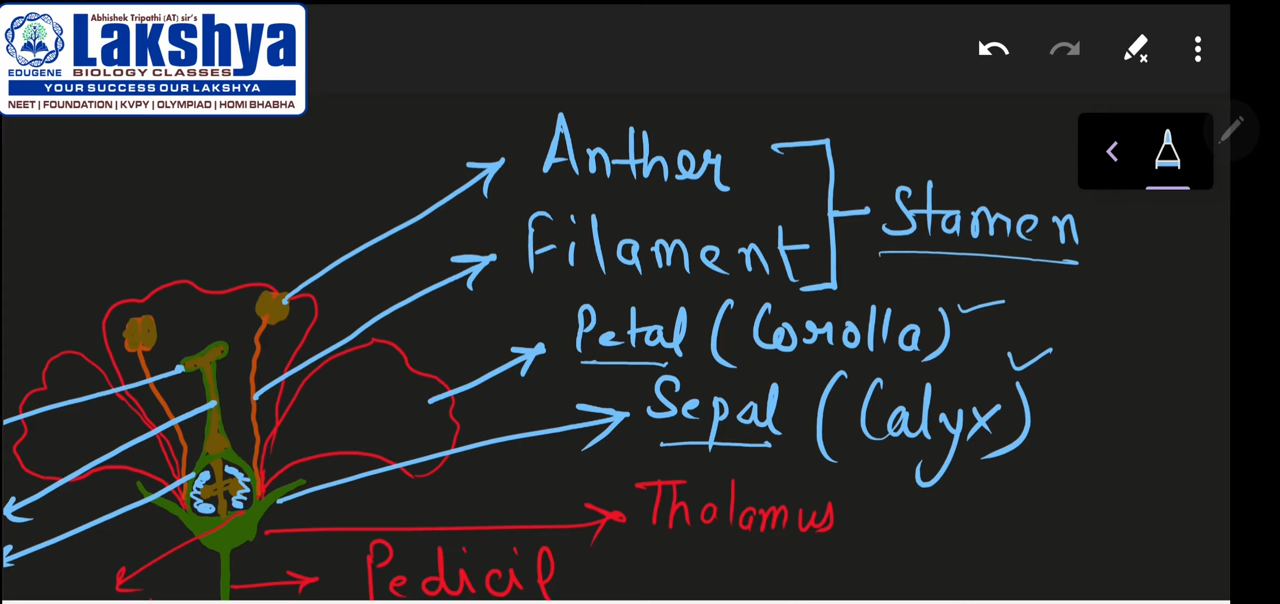 Abhishek Tripathi (AT) sir's
Lakshya
EDUGENE
BIOLOGY CLASSES
YOUR SUCCESS OUR LAKSHYA
NEET | FOUNDATION | KVPY | OLYMPIAD | HOMI BHABHA
Anther
Filament
Stamen
Petal (Corolla)
Sepal (Calyx)
Thalamus
Pedicil